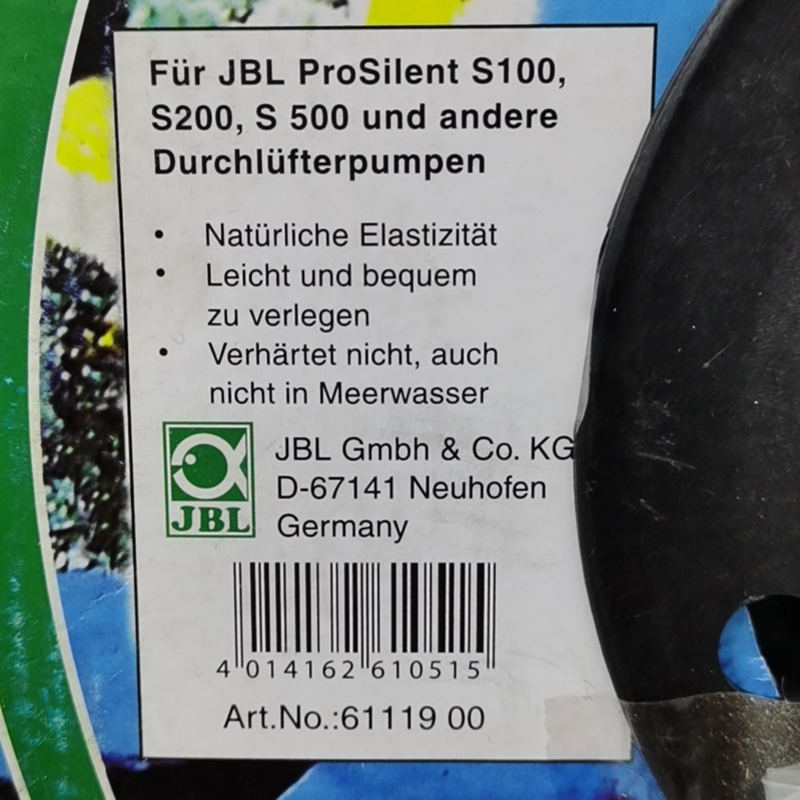 Für JBL ProSilent S100,
S200, S 500 und andere
Durchlüfterpumpen
• Natürliche Elastizität
• Leicht und bequem
zu verlegen
• Verhärtet nicht, auch
nicht in Meerwasser
JBL Gmbh & Co. KG
D-67141 Neuhofen
JBL
Germany
4 014162 610515
Art.No.:61119 00